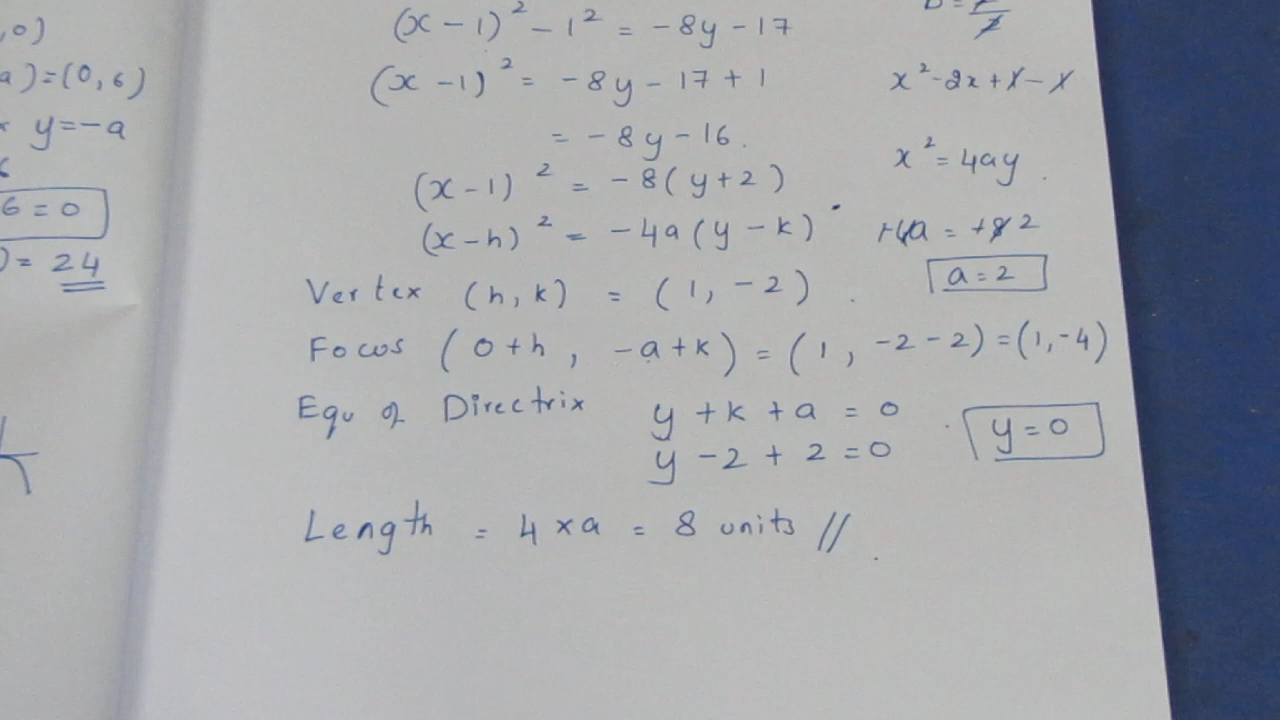 ,0)
a)=(0,6)
y=-a
6=0
)= 24
(x-1)² - 1² = -8y - 17
(x-1)² = -8y - 17 + 1
= -8y - 16.
(x-1)² = -8(y+2)
(x-h)² = -4a(y-k)
Vertex (h,k) = (1, -2).
Focus (0+h, -a+k) = (1, -2-2) = (1,-4)
Equ of Directrix y + k + a = 0
y - 2 + 2 = 0
y=0
Length = 4 x a = 8 units //
x² - 2x + 1 - 1
x² = 4ay.
a=2